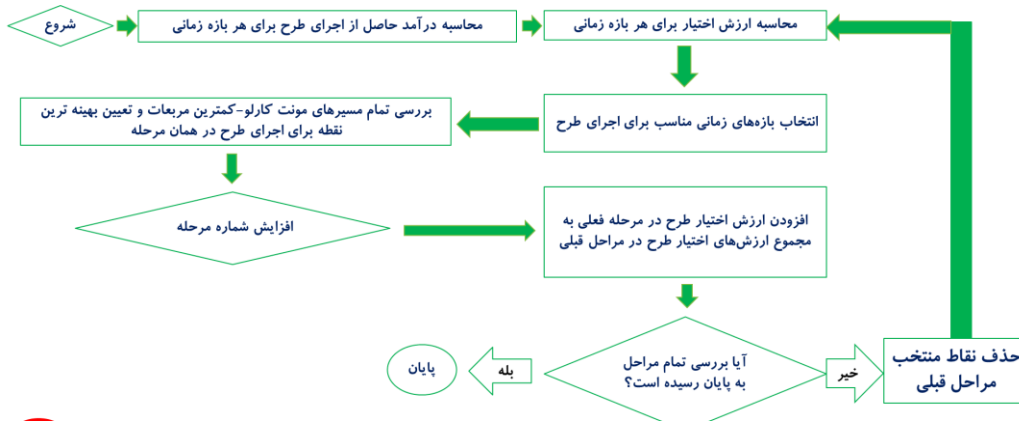 شروع
محاسبه درآمد حاصل از اجرای طرح برای هر بازه زمانی
محاسبه ارزش اختیار برای هر بازه زمانی
انتخاب بازه‌های زمانی مناسب برای اجرای طرح
بررسی تمام مسیرهای مونت کارلو-کمترین مربعات و تعیین بهینه ترین
نقطه برای اجرای طرح در همان مرحله
افزایش شماره مرحله
افزودن ارزش اختیار طرح در مرحله فعلی به
مجموع ارزش‌های اختیار طرح در مراحل قبلی
آیا بررسی تمام مراحل
به پایان رسیده است؟
بله
پایان
خیر
حذف نقاط منتخب
مراحل قبلی